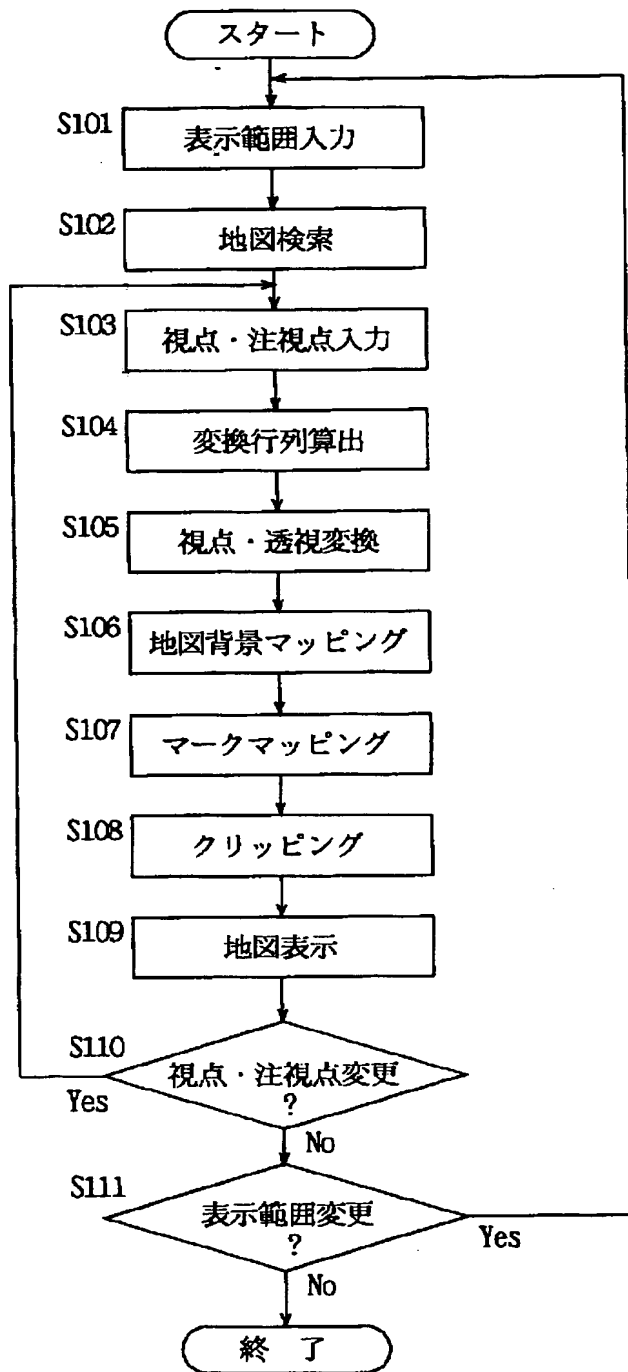 スタート
S101
表示範囲入力
S102
地図検索
S103
視点・注視点入力
S104
変換行列算出
S105
視点・透視変換
S106
地図背景マッピング
S107
マークマッピング
S108
クリッピング
S109
地図表示
S110
視点・注視点変更
?
Yes
No
S111
表示範囲変更
?
Yes
No
終 了